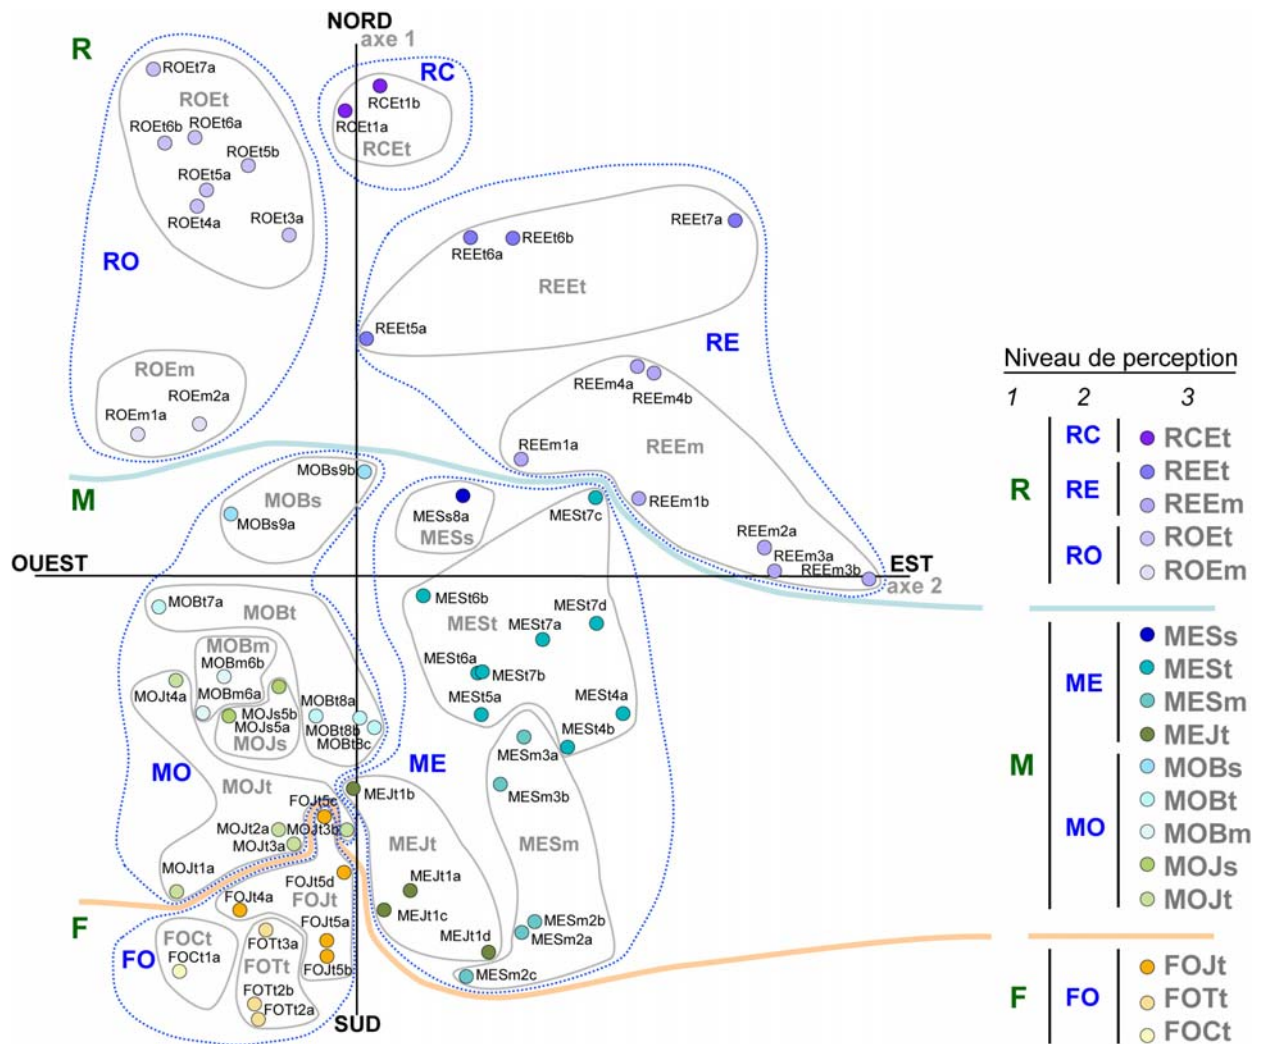 NORD
axe 1
R
RC
ROEt7a
ROEt
RCEt1b
RCEt1a
RCEt
ROEt6b
ROEt6a
ROEt5b
ROEt5a
ROEt4a
ROEt3a
RO
REEt7a
REEt6a
REEt6b
REEt
REEt5a
RE
ROEm
ROEm2a
ROEm1a
REEm4a
REEm4b
REEm1a
REEm
REEm1b
REEm2a
REEm3a
REEm3b
M
MOBs9b
MOBs
MOBs9a
MESs8a
MESs
MESt7c
OUEST
EST
axe 2
MOBt7a
MOBt
MOBm
MOBm6b
MOBm6a
MOJt4a
MOJs5b
MOJs5a
MOJs
MOBt8a
MOBt8b
MOBt8c
MESt6b
MESt
MESt7d
MESt7a
MESt6a
MESt7b
MESt5a
MESt4a
MESt4b
MO
ME
MOJt
FOJt5c
MOJt2a
MOJt3b
MOJt3a
MOJt1a
MEJt1b
MESm3a
MESm3b
MEJt
MESm
MEJt1a
MEJt1c
MEJt1d
MESm2b
MESm2a
MESm2c
F
FOJt5d
FOJt4a
FOJt
FOJt5a
FOJt5b
FO
FOCt
FOCt1a
FOTt3a
FOTt
FOTt2b
FOTt2a
SUD
Niveau de perception
1 2 3
R
RC
RCEt
RE
REEt
REEm
RO
ROEt
ROEm
M
ME
MESs
MESt
MESm
MEJt
MO
MOBs
MOBt
MOBm
MOJs
MOJt
F
FO
FOJt
FOTt
FOCt